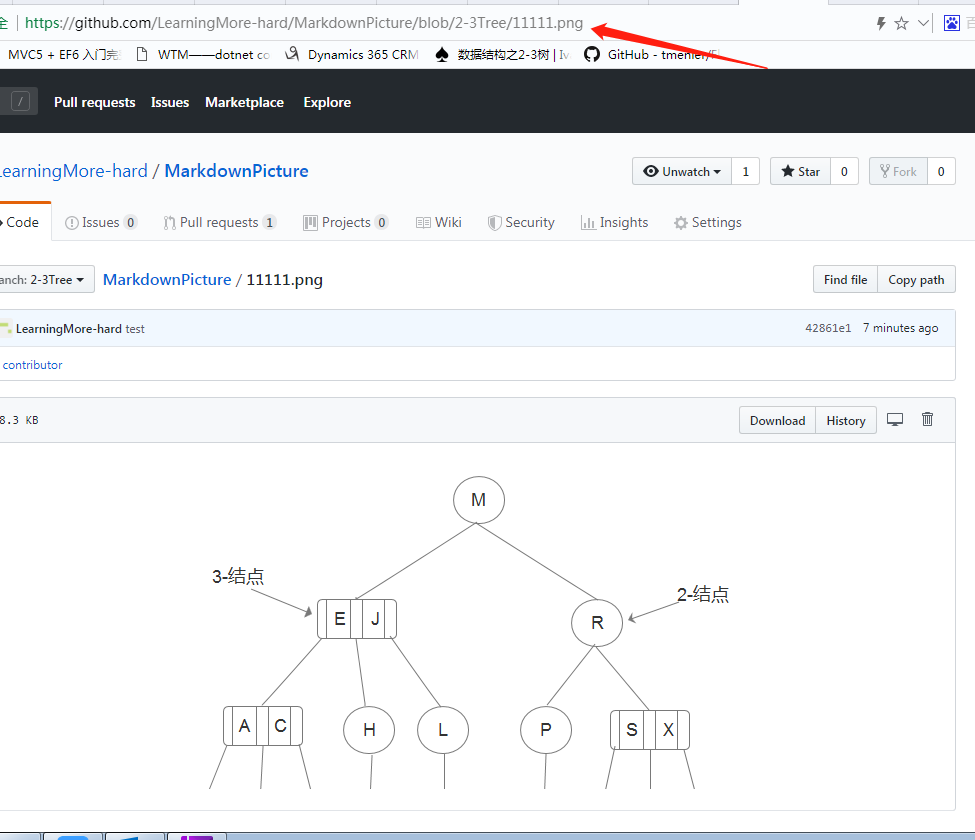 全 https://github.com/LearningMore-hard/MarkdownPicture/blob/2-3Tree/11111.png
MVC5 + EF6 入门完 WTM——dotnet co Dynamics 365 CRM 数据结构之2-3树 | Iv GitHub - tmenier/Fl
/ Pull requests Issues Marketplace Explore
LearningMore-hard / MarkdownPicture Unwatch 1 Star 0 Fork 0
Code Issues 0 Pull requests 1 Projects 0 Wiki Security Insights Settings
anch: 2-3Tree MarkdownPicture / 11111.png Find file Copy path
LearningMore-hard test 42861e1 7 minutes ago
contributor
8.3 KB Download History
M
3-结点
2-结点
E J R
A C H L P S X